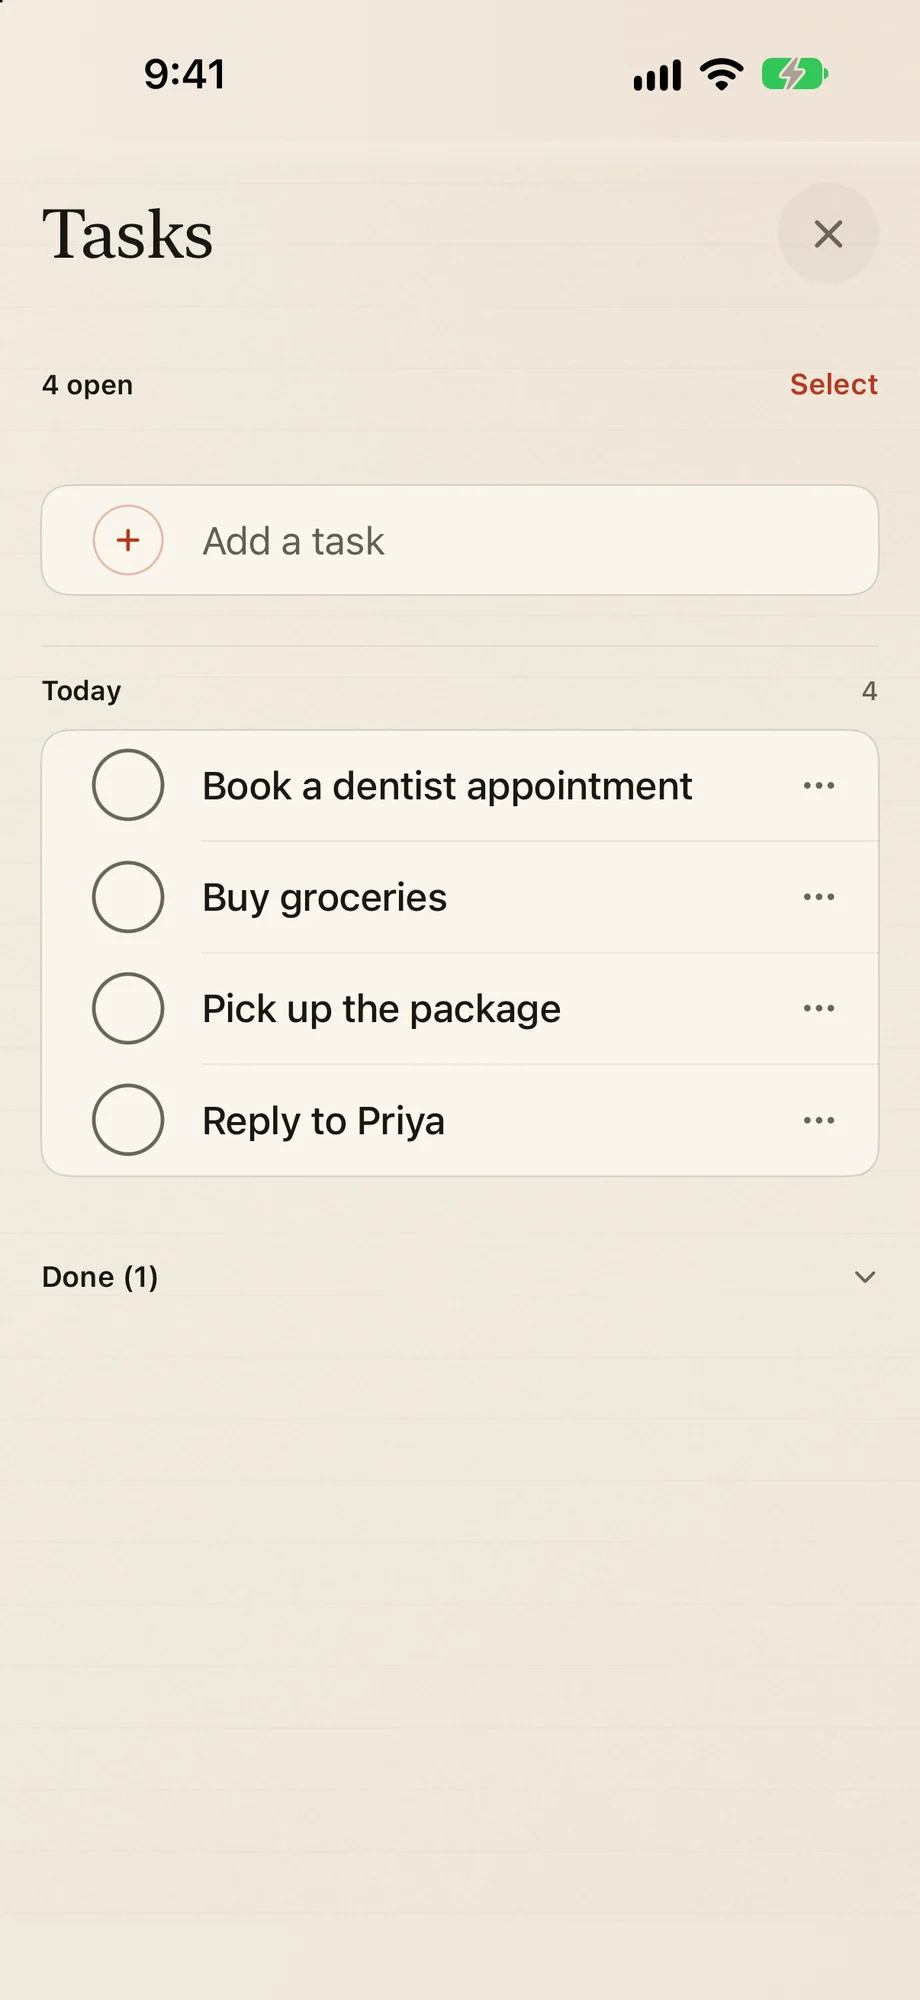 9:41
Tasks
4 open
Select
Add a task
Today
4
Book a dentist appointment
Buy groceries
Pick up the package
Reply to Priya
Done (1)